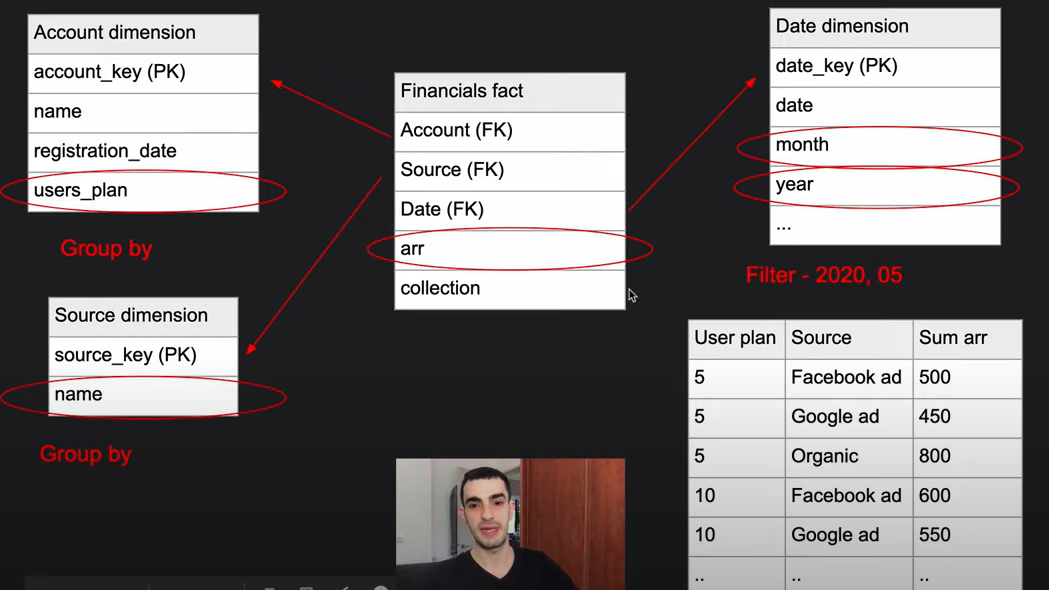 Account dimension
account_key (PK)
name
registration_date
users_plan
Group by
Source dimension
source_key (PK)
name
Group by
Financials fact
Account (FK)
Source (FK)
Date (FK)
arr
collection
Date dimension
date_key (PK)
date
month
year
...
Filter - 2020, 05
User plan Source Sum arr
5 Facebook ad 500
5 Google ad 450
5 Organic 800
10 Facebook ad 600
10 Google ad 550
.. .. ..